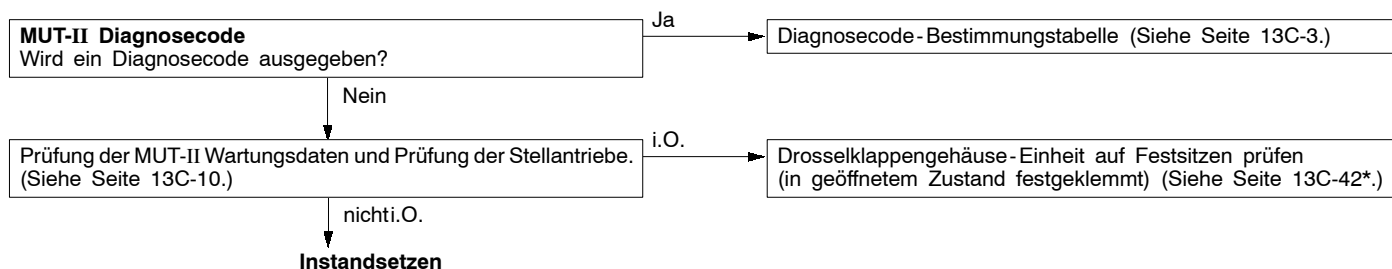 MUT-II Diagnosecode
Wird ein Diagnosecode ausgegeben?
Ja
Diagnosecode-Bestimmungstabelle (Siehe Seite 13C-3.)
Nein
Prüfung der MUT-II Wartungsdaten und Prüfung der Stellantriebe.
(Siehe Seite 13C-10.)
i.O.
Drosselklappengehäuse-Einheit auf Festsitzen prüfen
(in geöffnetem Zustand festgeklemmt) (Siehe Seite 13C-42*.)
nichti.O.
Instandsetzen